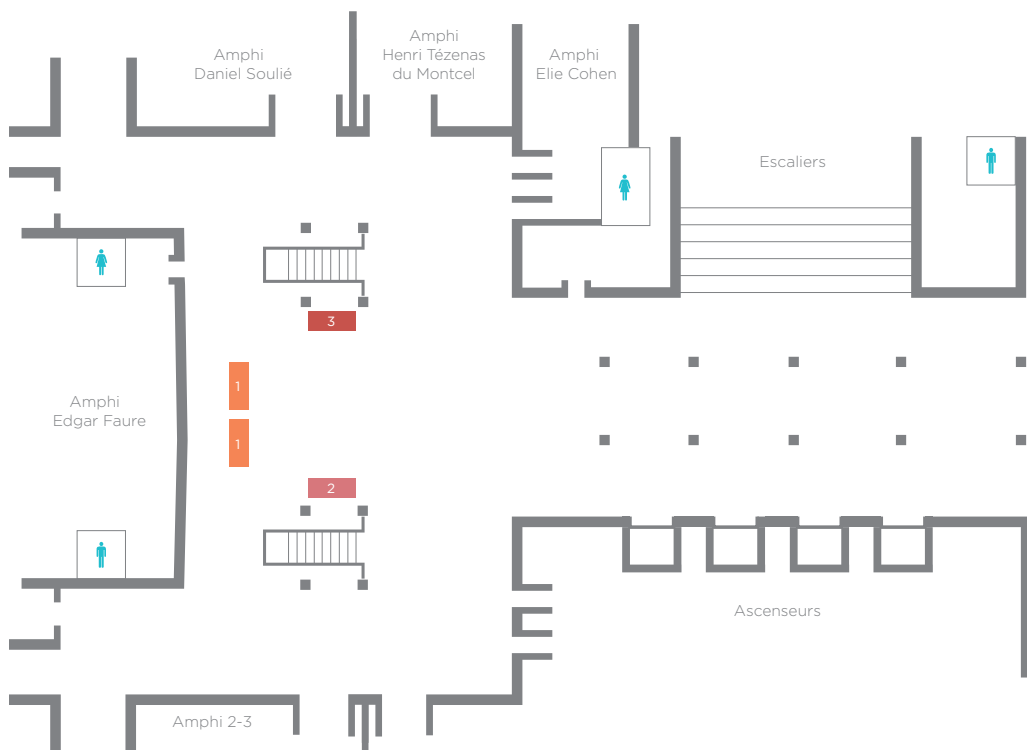 Amphi
Daniel Soulié
Amphi
Henri Tézenas
du Montcel
Amphi
Elie Cohen
Escaliers
3
1
Amphi
Edgar Faure
1
2
Ascenseurs
Amphi 2-3